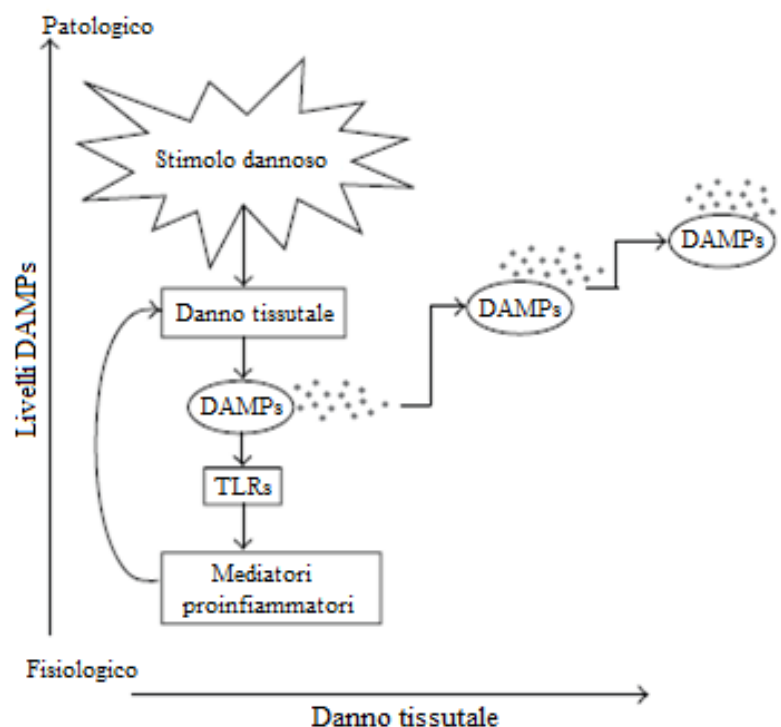 Patologico
Stimolo dannoso
DAMPs
DAMPs
Danno tissutale
DAMPs
TLRs
Mediatori
proinfiammatori
Livelli DAMPs
Fisiologico
Danno tissutale